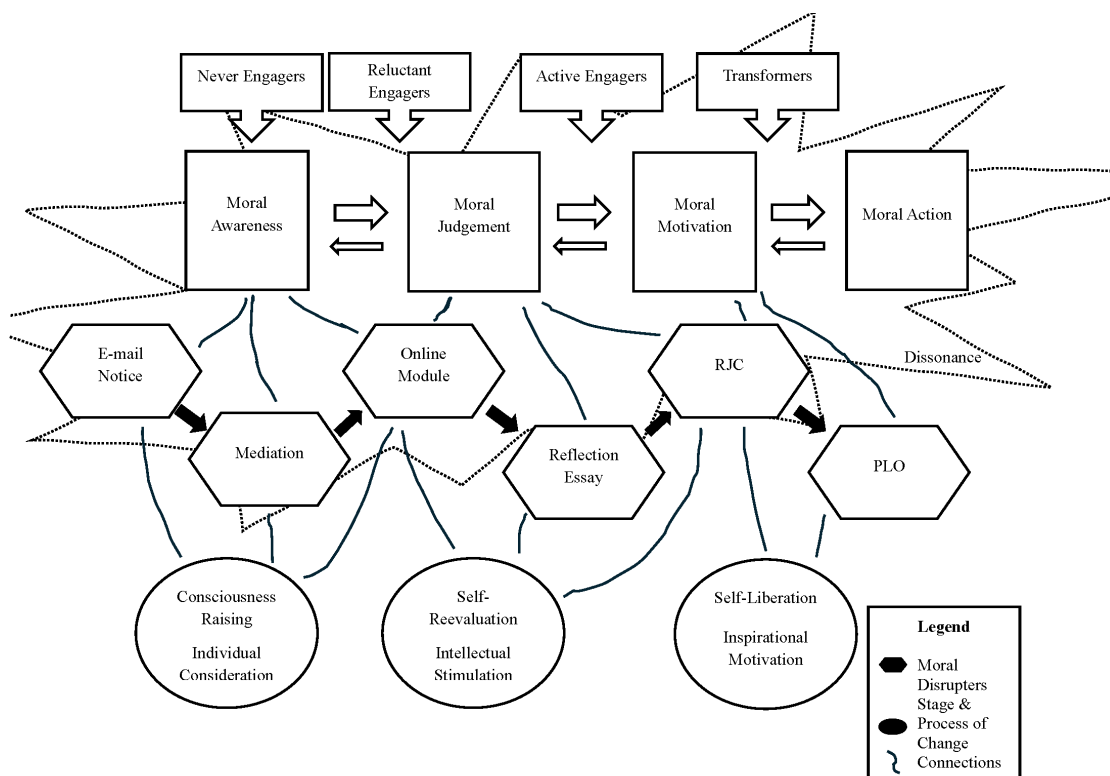 Never Engagers
Reluctant
Engagers
Active Engagers
Transformers
Moral
Awareness
Moral
Judgement
Moral
Motivation
Moral Action
E-mail
Notice
Online
Module
RJC
Dissonance
Mediation
Reflection
Essay
PLO
Consciousness
Raising
Individual
Consideration
Self-
Reevaluation
Intellectual
Stimulation
Self-Liberation
Inspirational
Motivation
Legend
Moral
Disrupters
Stage &
Process of
Change
Connections